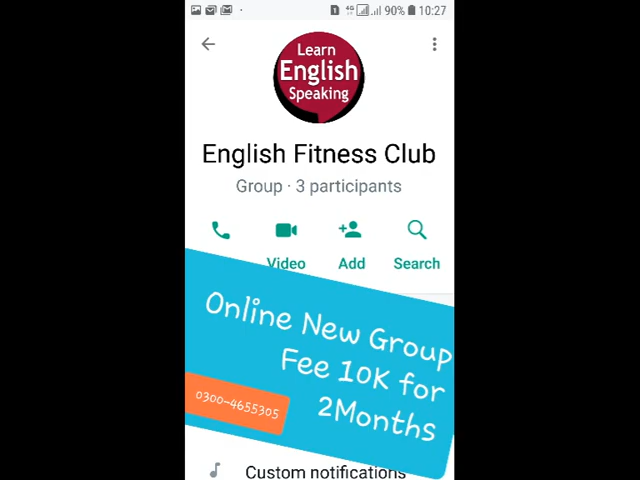 90% 10:27
Learn
English
Speaking
English Fitness Club
Group · 3 participants
Video Add Search
Online New Group
Fee 10K for
2Months
0300-4655305
Custom notifications